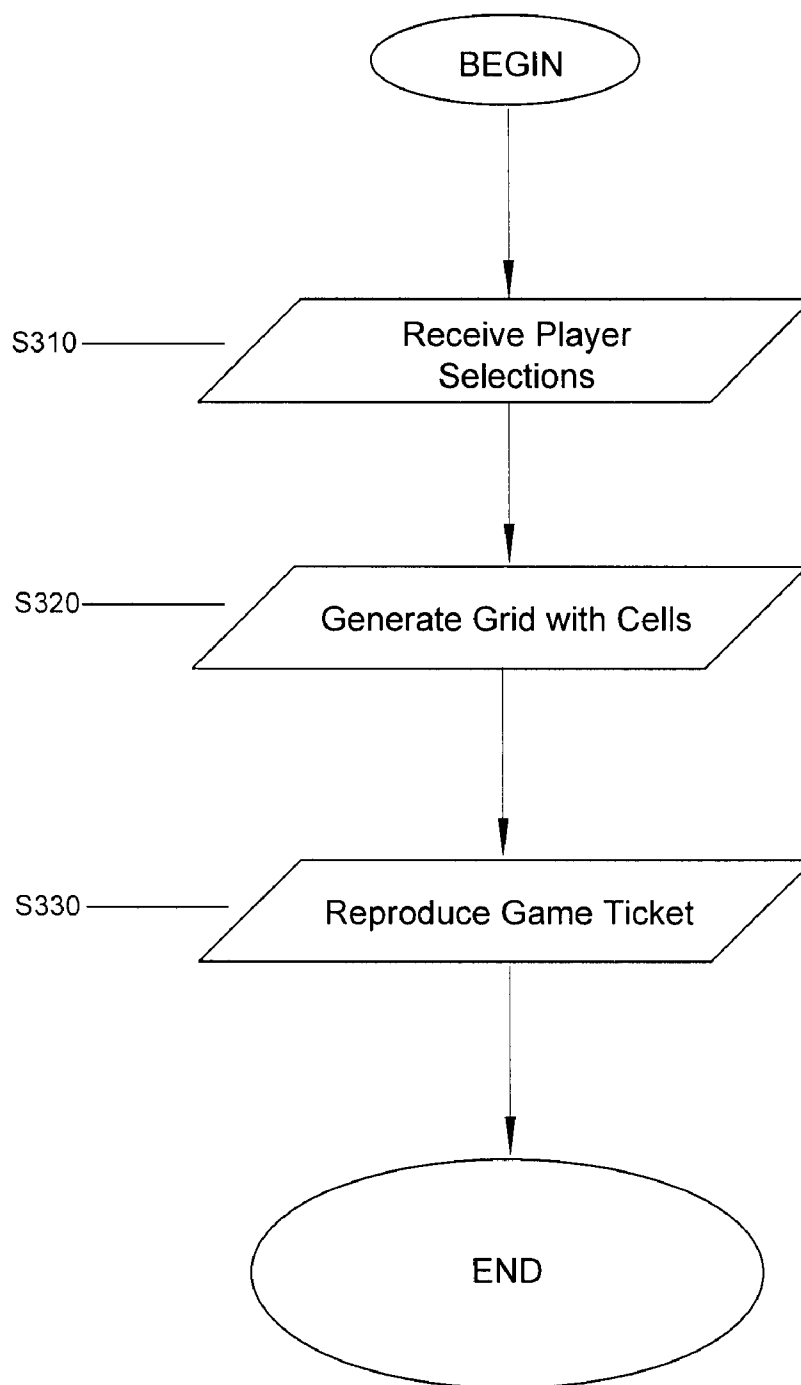 BEGIN
S310
Receive Player
Selections
S320
Generate Grid with Cells
S330
Reproduce Game Ticket
END